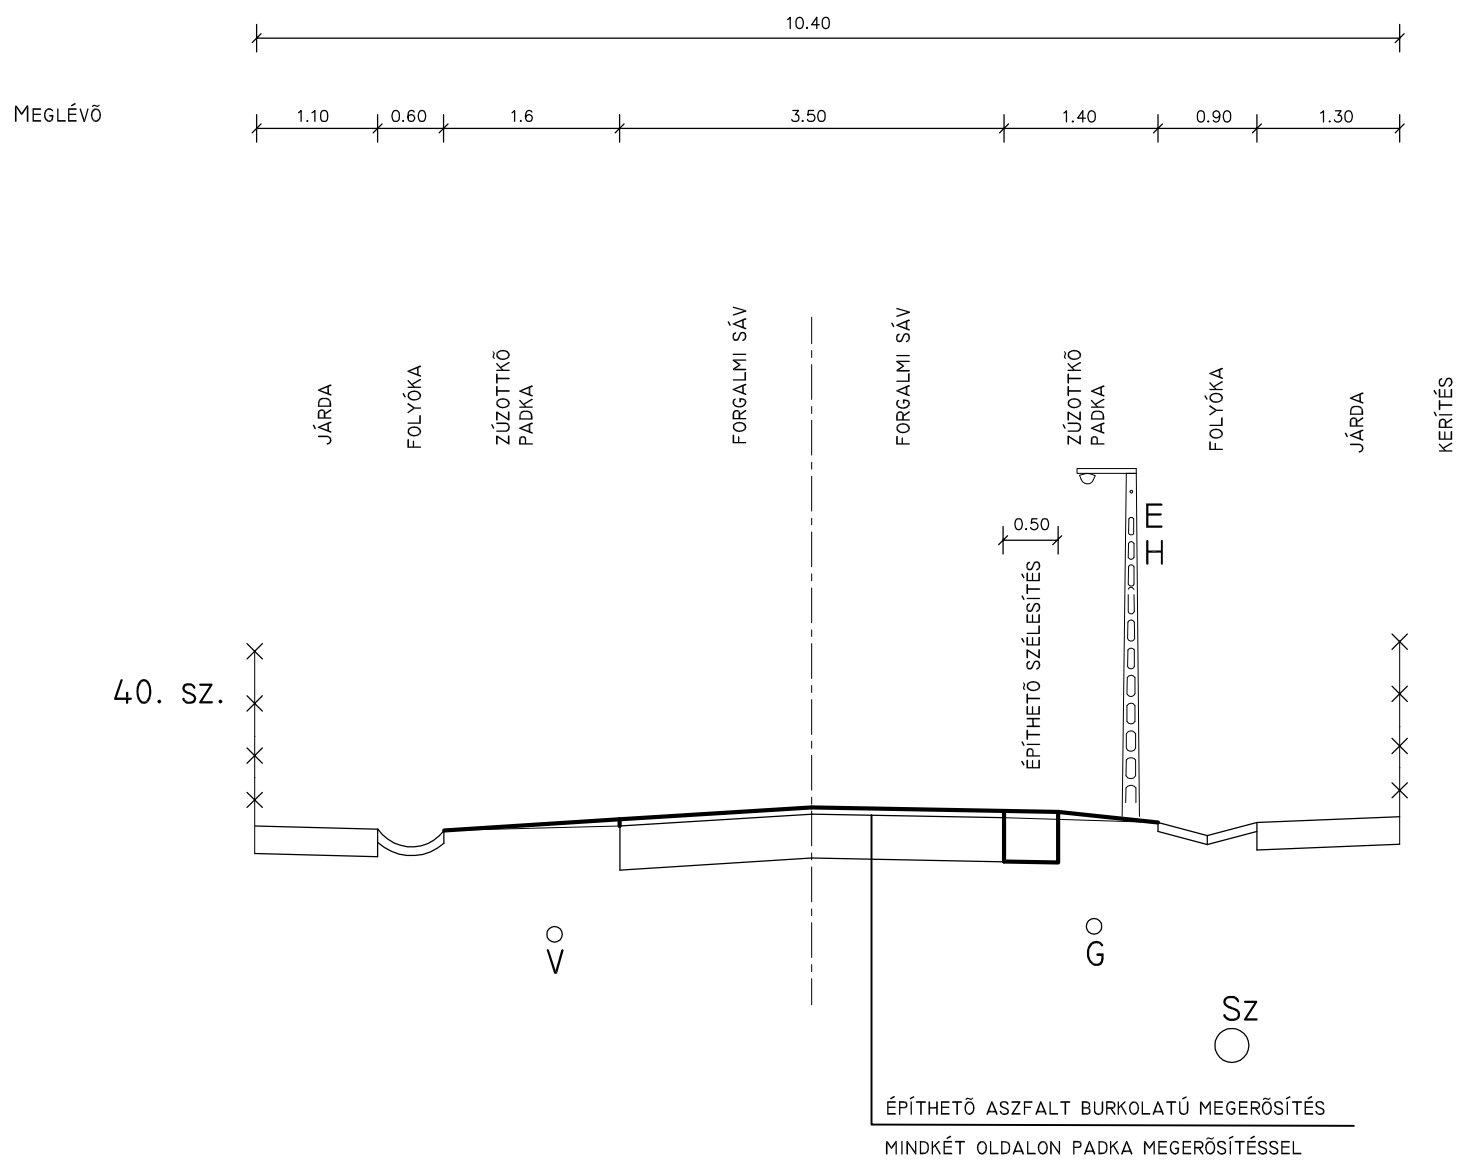 10.40
MEGLÉVÕ
1.10 0.60 1.6 3.50 1.40 0.90 1.30
JÁRDA
FOLYÓKA
ZÚZOTTKÕ
PADKA
FORGALMI SÁV
FORGALMI SÁV
ZÚZOTTKÕ
PADKA
FOLYÓKA
JÁRDA
KERÍTÉS
E
H
0.50
ÉPÍTHETÕ SZÉLESÍTÉS
40. SZ.
V
G
Sz
ÉPÍTHETÕ ASZFALT BURKOLATÚ MEGERÕSÍTÉS
MINDKÉT OLDALON PADKA MEGERÕSÍTÉSSEL